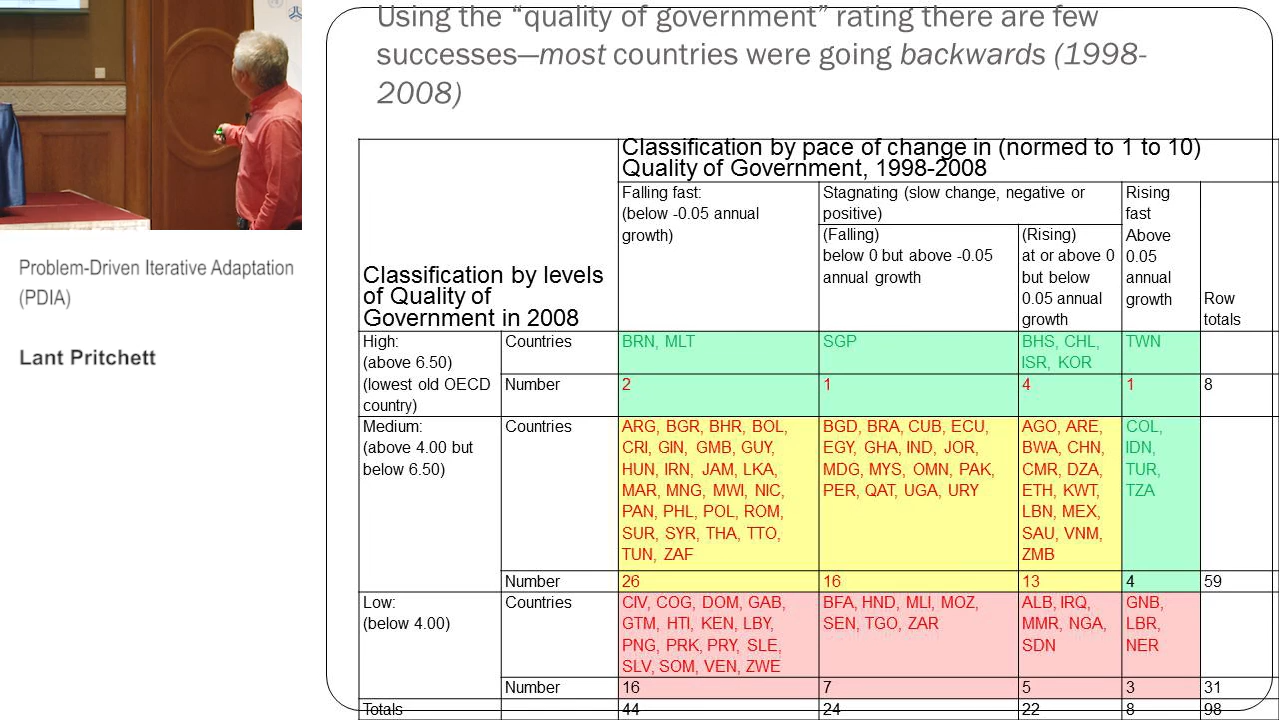 Using the “quality of government” rating there are few
successes—most countries were going backwards (1998-
2008)
Problem-Driven Iterative Adaptation
(PDIA)
Lant Pritchett
Classification by pace of change in (normed to 1 to 10)
Quality of Government, 1998-2008
Classification by levels
of Quality of
Government in 2008
Falling fast:
(below -0.05 annual
growth)
Stagnating (slow change, negative or
positive)
(Falling)
below 0 but above -0.05
annual growth
(Rising)
at or above 0
but below
0.05 annual
growth
Rising
fast
Above
0.05
annual
growth
Row
totals
High:
(above 6.50)
(lowest old OECD
country)
Countries
BRN, MLT
SGP
BHS, CHL,
ISR, KOR
TWN
Number
2
1
4
1
8
Medium:
(above 4.00 but
below 6.50)
Countries
ARG, BGR, BHR, BOL,
CRI, GIN, GMB, GUY,
HUN, IRN, JAM, LKA,
MAR, MNG, MWI, NIC,
PAN, PHL, POL, ROM,
SUR, SYR, THA, TTO,
TUN, ZAF
BGD, BRA, CUB, ECU,
EGY, GHA, IND, JOR,
MDG, MYS, OMN, PAK,
PER, QAT, UGA, URY
AGO, ARE,
BWA, CHN,
CMR, DZA,
ETH, KWT,
LBN, MEX,
SAU, VNM,
ZMB
COL,
IDN,
TUR,
TZA
Number
26
16
13
4
59
Low:
(below 4.00)
Countries
CIV, COG, DOM, GAB,
GTM, HTI, KEN, LBY,
PNG, PRK, PRY, SLE,
SLV, SOM, VEN, ZWE
BFA, HND, MLI, MOZ,
SEN, TGO, ZAR
ALB, IRQ,
MMR, NGA,
SDN
GNB,
LBR,
NER
Number
16
7
5
3
31
Totals
44
24
22
8
98